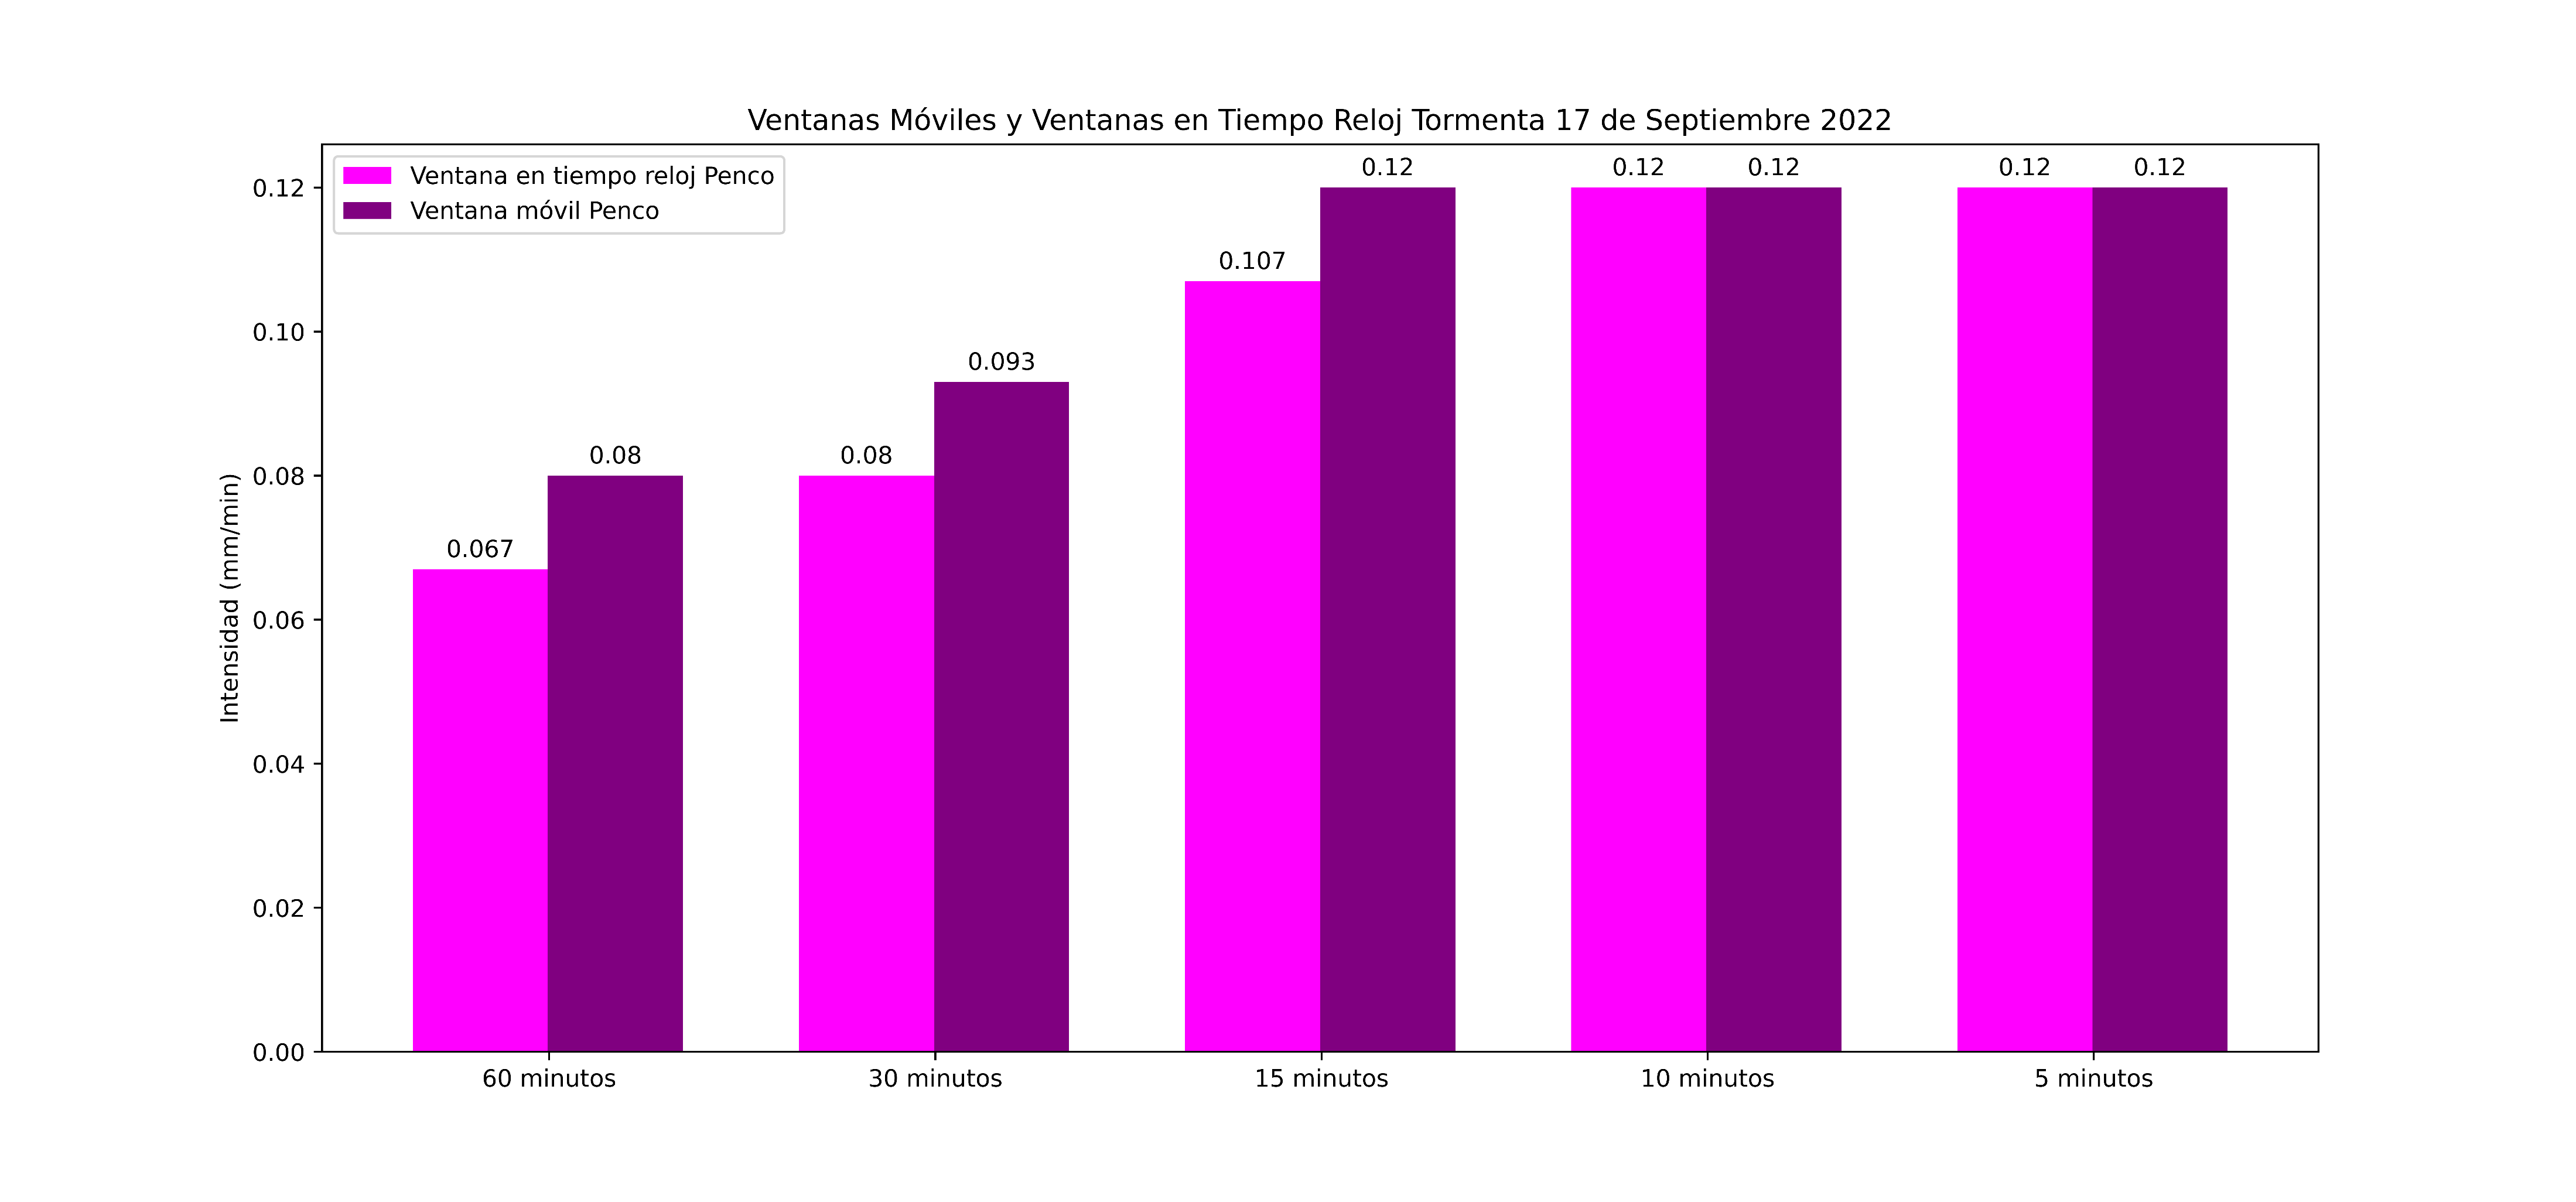 Ventanas Móviles y Ventanas en Tiempo Reloj Tormenta 17 de Septiembre 2022
Ventana en tiempo reloj Penco
Ventana móvil Penco
Intensidad (mm/min)
0.12
0.10
0.08
0.06
0.04
0.02
0.00
0.067
0.08
0.08
0.093
0.107
0.12
0.12
0.12
0.12
0.12
60 minutos
30 minutos
15 minutos
10 minutos
5 minutos